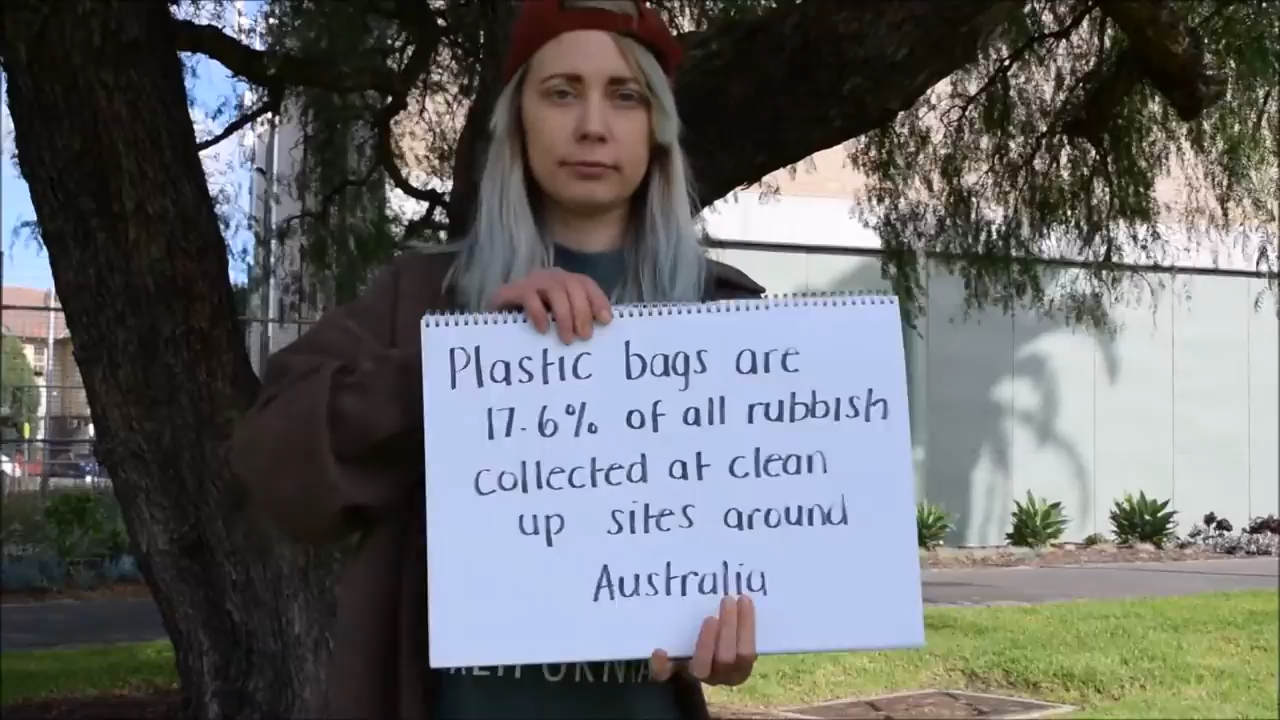 Plastic bags are
17.6% of all rubbish
collected at clean
up sites around
Australia